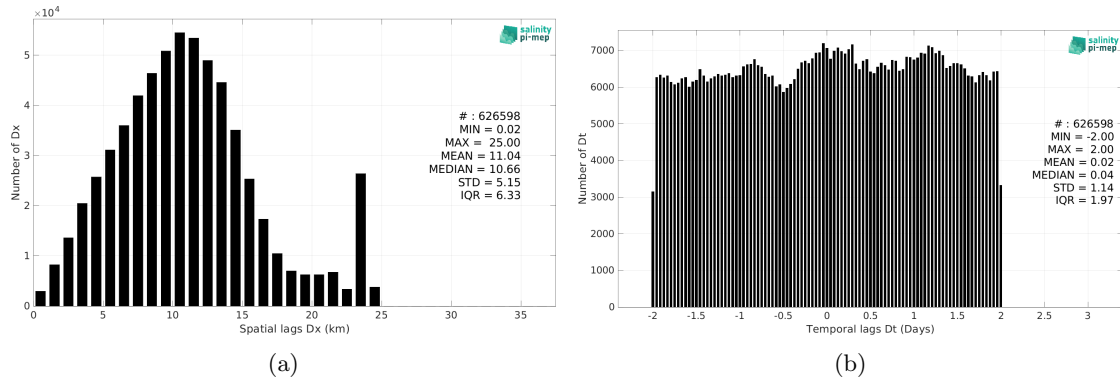 ×10⁴
5
4
3
2
1
0
Number of Dx
salinity
pi-mep
# : 626598
MIN = 0.02
MAX = 25.00
MEAN = 11.04
MEDIAN = 10.66
STD = 5.15
IQR = 6.33
0 5 10 15 20 25 30 35
Spatial lags Dx (km)
(a)
7000
6000
5000
4000
3000
2000
1000
0
Number of Dt
salinity
pi-mep
# : 626598
MIN = -2.00
MAX = 2.00
MEAN = 0.02
MEDIAN = 0.04
STD = 1.14
IQR = 1.97
-2 -1.5 -1 -0.5 0 0.5 1 1.5 2 2.5 3
Temporal lags Dt (Days)
(b)